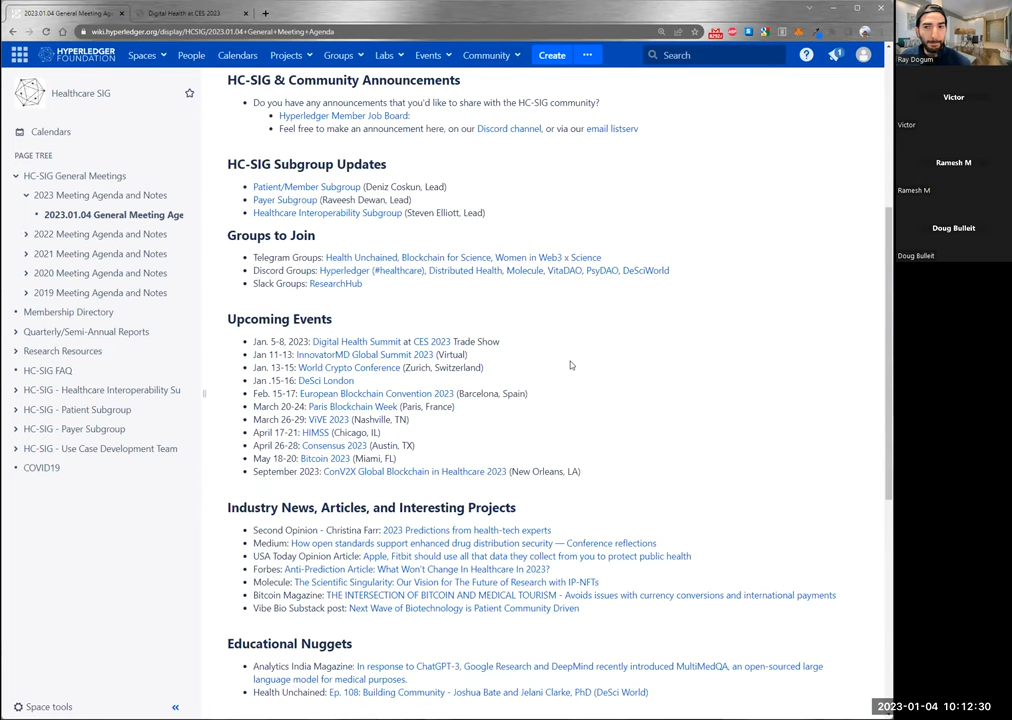 2023.01.04 General Meeting Agen
Digital Health at CES 2023
wiki.hyperledger.org/display/HCSIG/2023.01.04+General+Meeting+Agenda
HYPERLEDGER
FOUNDATION
Spaces
People
Calendars
Projects
Groups
Labs
Events
Community
Create
Search
Ray Dogum
Healthcare SIG
Calendars
PAGE TREE
HC-SIG General Meetings
2023 Meeting Agenda and Notes
2023.01.04 General Meeting Age
2022 Meeting Agenda and Notes
2021 Meeting Agenda and Notes
2020 Meeting Agenda and Notes
2019 Meeting Agenda and Notes
Membership Directory
Quarterly/Semi-Annual Reports
Research Resources
HC-SIG FAQ
HC-SIG - Healthcare Interoperability Su
HC-SIG - Patient Subgroup
HC-SIG - Payer Subgroup
HC-SIG - Use Case Development Team
COVID19
Space tools
HC-SIG & Community Announcements
Do you have any announcements that you'd like to share with the HC-SIG community?
Hyperledger Member Job Board:
Feel free to make an announcement here, on our Discord channel, or via our email listserv
HC-SIG Subgroup Updates
Patient/Member Subgroup (Deniz Coskun, Lead)
Payer Subgroup (Raveesh Dewan, Lead)
Healthcare Interoperability Subgroup (Steven Elliott, Lead)
Groups to Join
Telegram Groups: Health Unchained, Blockchain for Science, Women in Web3 x Science
Discord Groups: Hyperledger (#healthcare), Distributed Health, Molecule, VitaDAO, PsyDAO, DeSciWorld
Slack Groups: ResearchHub
Upcoming Events
Jan. 5-8, 2023: Digital Health Summit at CES 2023 Trade Show
Jan 11-13: InnovatorMD Global Summit 2023 (Virtual)
Jan. 13-15: World Crypto Conference (Zurich, Switzerland)
Jan .15-16: DeSci London
Feb. 15-17: European Blockchain Convention 2023 (Barcelona, Spain)
March 20-24: Paris Blockchain Week (Paris, France)
March 26-29: ViVE 2023 (Nashville, TN)
April 17-21: HIMSS (Chicago, IL)
April 26-28: Consensus 2023 (Austin, TX)
May 18-20: Bitcoin 2023 (Miami, FL)
September 2023: ConV2X Global Blockchain in Healthcare 2023 (New Orleans, LA)
Industry News, Articles, and Interesting Projects
Second Opinion - Christina Farr: 2023 Predictions from health-tech experts
Medium: How open standards support enhanced drug distribution security — Conference reflections
USA Today Opinion Article: Apple, Fitbit should use all that data they collect from you to protect public health
Forbes: Anti-Prediction Article: What Won't Change In Healthcare In 2023?
Molecule: The Scientific Singularity: Our Vision for The Future of Research with IP-NFTs
Bitcoin Magazine: THE INTERSECTION OF BITCOIN AND MEDICAL TOURISM - Avoids issues with currency conversions and international payments
Vibe Bio Substack post: Next Wave of Biotechnology is Patient Community Driven
Educational Nuggets
Analytics India Magazine: In response to ChatGPT-3, Google Research and DeepMind recently introduced MultiMedQA, an open-sourced large
language model for medical purposes.
Health Unchained: Ep. 108: Building Community - Joshua Bate and Jelani Clarke, PhD (DeSci World)
Victor
Victor
Ramesh M
Ramesh M
Doug Bulleit
Doug Bulleit
2023-01-04 10:12:30